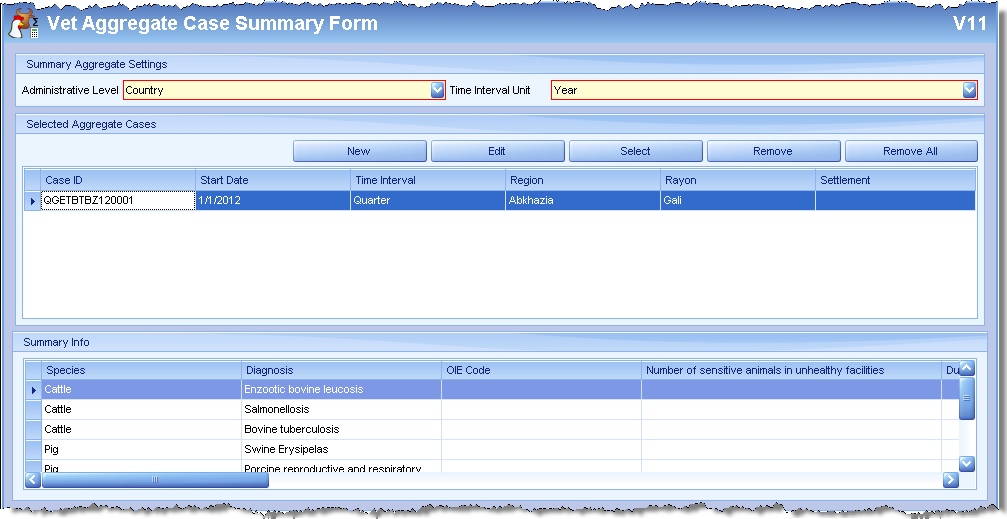 Vet Aggregate Case Summary Form V11
Summary Aggregate Settings
Administrative Level Country Time Interval Unit Year
Selected Aggregate Cases
New Edit Select Remove Remove All
Case ID Start Date Time Interval Region Rayon Settlement
QGETBTBZ120001 1/1/2012 Quarter Abkhazia Gali
Summary Info
Species Diagnosis OIE Code Number of sensitive animals in unhealthy facilities Du
Cattle Enzootic bovine leucosis
Cattle Salmonellosis
Cattle Bovine tuberculosis
Pig Swine Erysipelas
Pig Porcine reproductive and respiratory